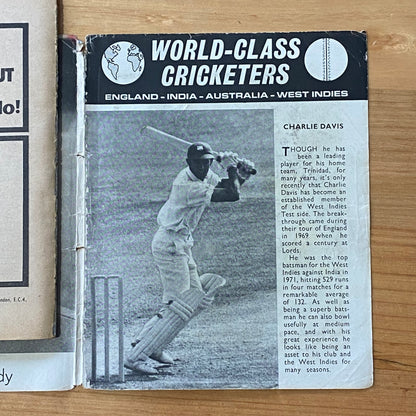 UT
lo!
ondon, E.C.4.
dy
WORLD-CLASS
CRICKETERS
ENGLAND - INDIA - AUSTRALIA - WEST INDIES
CHARLIE DAVIS
THOUGH he has
been a leading
player for his home
team, Trinidad, for
many years, it's only
recently that Charlie
Davis has become an
established member
of the West Indies
Test side. The break-
through came during
their tour of England
in 1969 when he
scored a century at
Lords.
He was the top
batsman for the West
Indies against India in
1971, hitting 529 runs
in four matches for a
remarkable average
of 132. As well as
being a superb bats-
man he can also bowl
usefully at medium
pace, and with his
great experience he
looks like being an
asset to his club and
the West Indies for
many seasons.